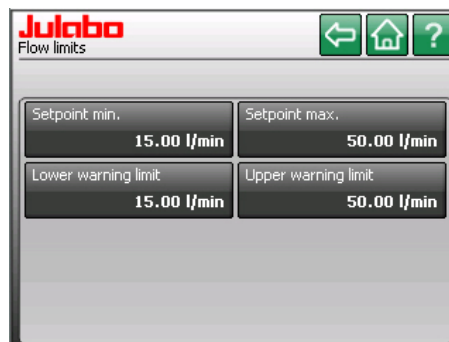 Julabo
Flow limits
?
Setpoint min.
15.00 l/min
Setpoint max.
50.00 l/min
Lower warning limit
15.00 l/min
Upper warning limit
50.00 l/min